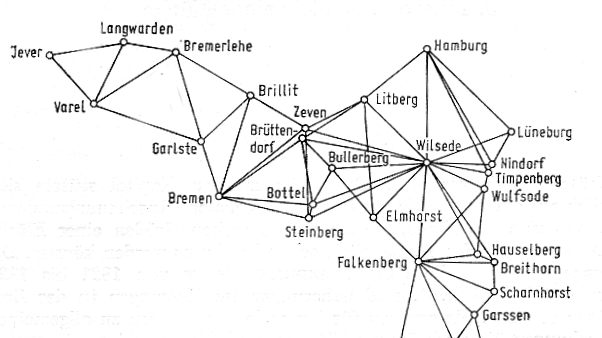 Langwarden
Jever
Bremerlehe
Hamburg
Varel
Brillit
Litberg
Zeven
Brütten-
dorf
Garlste
Wilsede
Lüneburg
Bullerberg
Nindorf
Timpenberg
Wulfsode
Bremen
Bottel
Steinberg
Elmhorst
Hauselberg
Falkenberg
Breithorn
Scharnhorst
Garssen